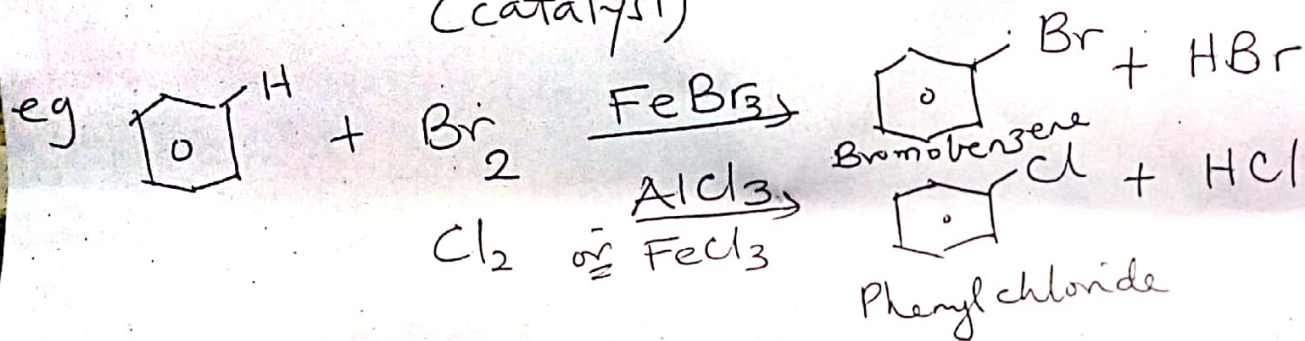 (catalyst)
eg. H + Br2 FeBr3 Br + HBr
Bromobenzene
Cl2 or AlCl3 FeCl3 Cl + HCl
Phenyl chloride